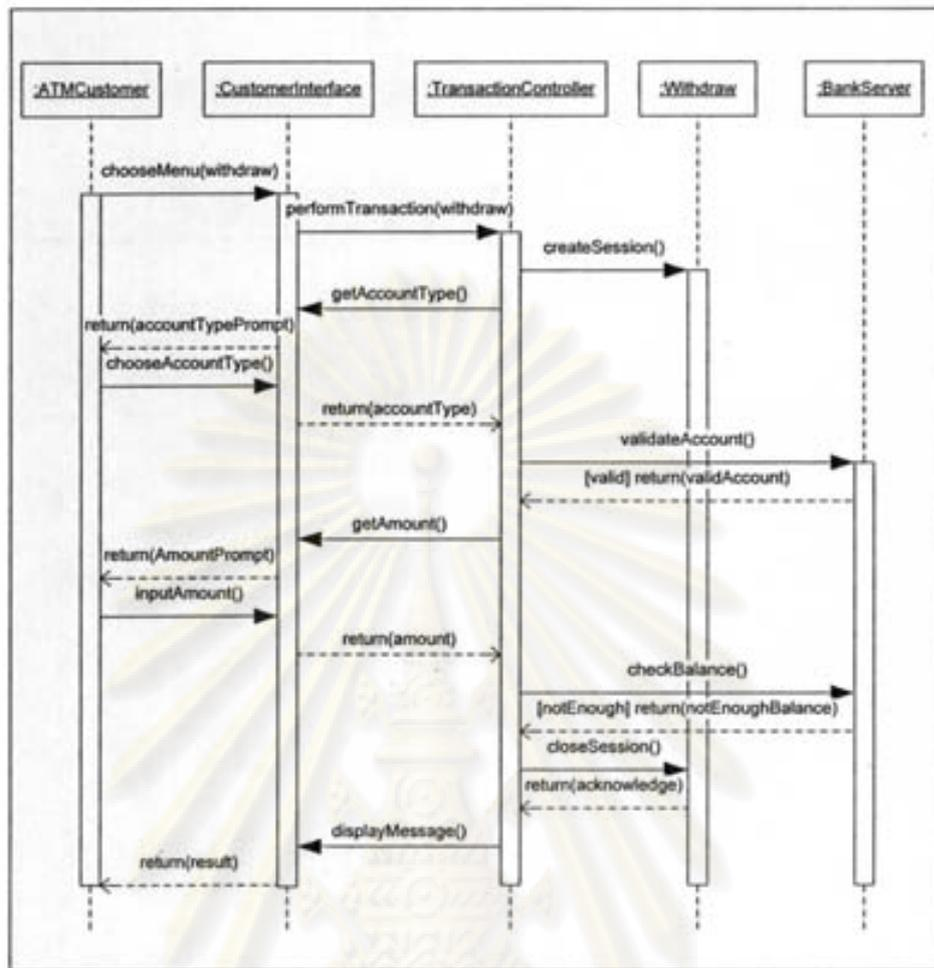 :ATMCustomer
:CustomerInterface
:TransactionController
:Withdraw
:BankServer
chooseMenu(withdraw)
performTransaction(withdraw)
createSession()
getAccountType()
return(accountTypePrompt)
chooseAccountType()
return(accountType)
validateAccount()
[valid] return(validAccount)
getAmount()
return(AmountPrompt)
inputAmount()
return(amount)
checkBalance()
[notEnough] return(notEnoughBalance)
closeSession()
return(acknowledge)
displayMessage()
return(result)